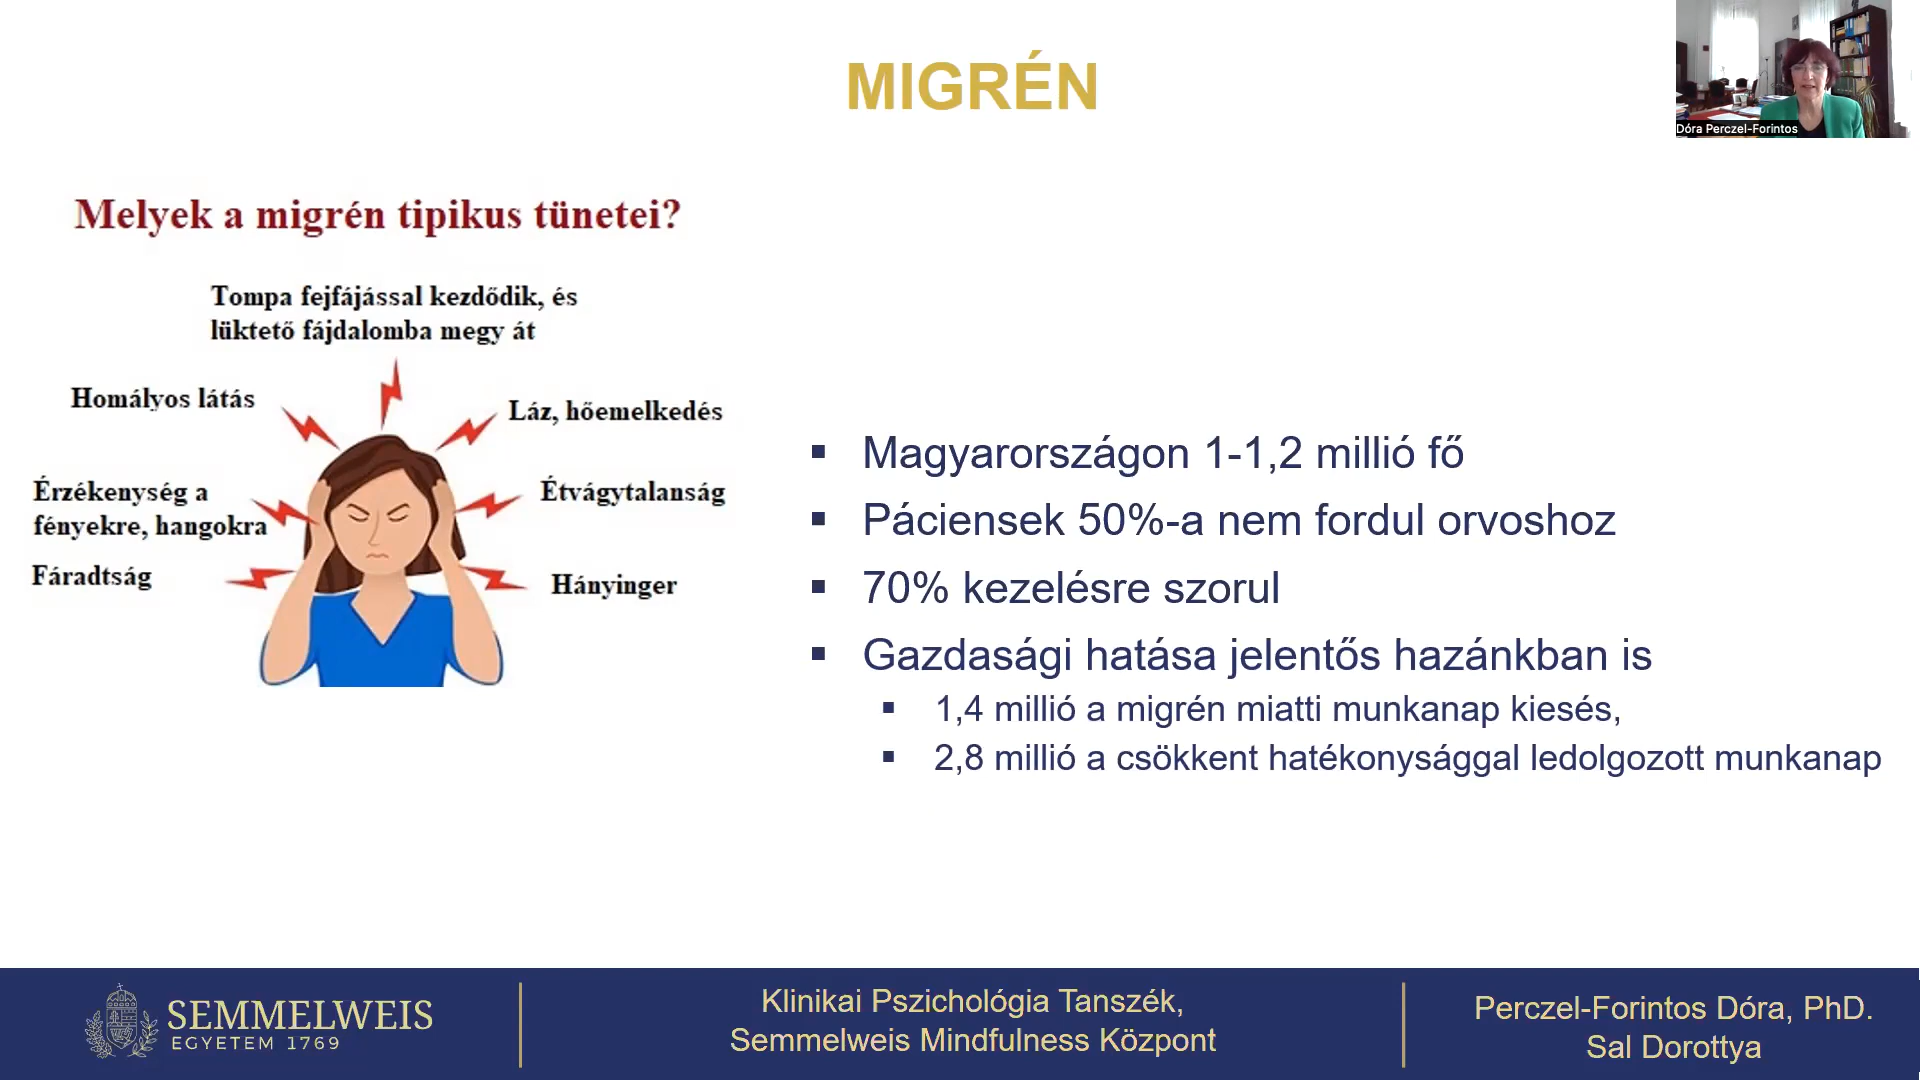 MIGRÉN
Dóra Perczel-Forintos
Melyek a migrén tipikus tünetei?
Tompa fejfájással kezdődik, és
lüktető fájdalomba megy át
Homályos látás
Láz, hőemelkedés
Érzékenység a
fényekre, hangokra
Étvágytalanság
Fáradtság
Hányinger
▪ Magyarországon 1-1,2 millió fő
▪ Páciensek 50%-a nem fordul orvoshoz
▪ 70% kezelésre szorul
▪ Gazdasági hatása jelentős hazánkban is
▪ 1,4 millió a migrén miatti munkanap kiesés,
▪ 2,8 millió a csökkent hatékonysággal ledolgozott munkanap
SEMMELWEIS
EGYETEM 1769
Klinikai Pszichológia Tanszék,
Semmelweis Mindfulness Központ
Perczel-Forintos Dóra, PhD.
Sal Dorottya